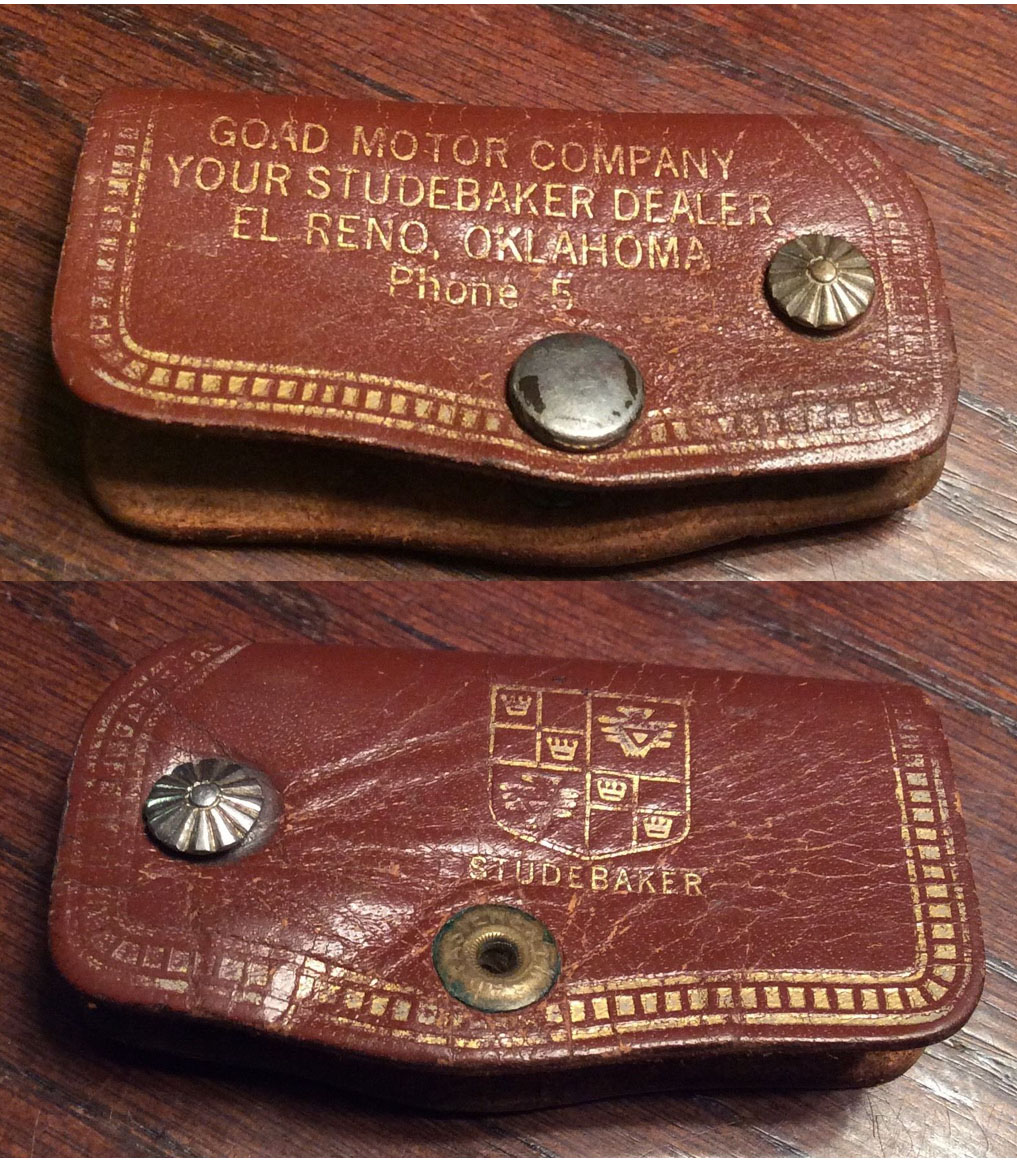 GOAD MOTOR COMPANY
YOUR STUDEBAKER DEALER
EL RENO, OKLAHOMA
Phone 5
STUDEBAKER